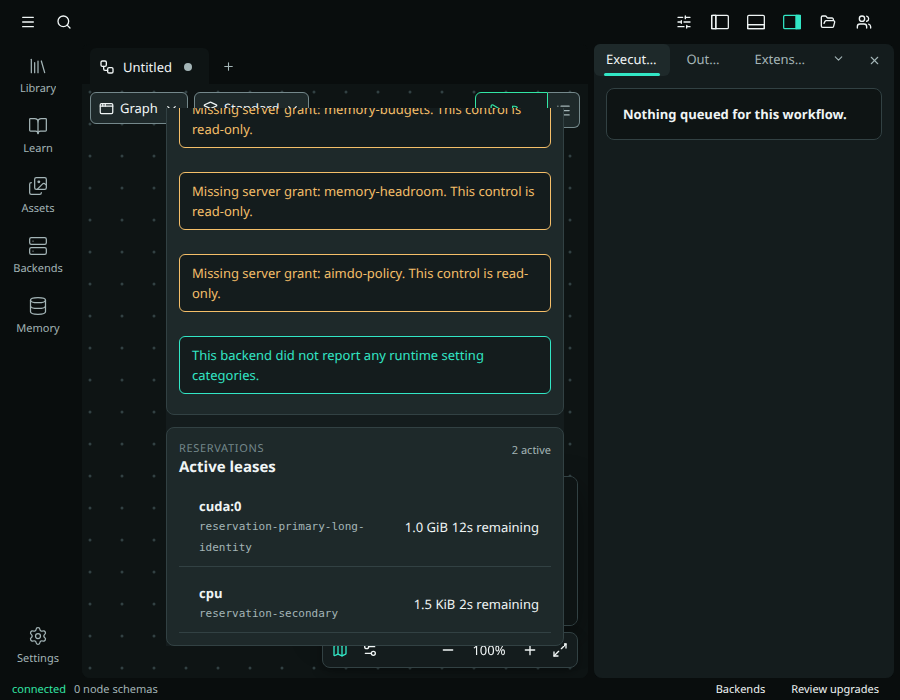 Untitled
Execut...
Out...
Extens...
Library
Learn
Assets
Backends
Memory
Settings
Graph
Standard
Nothing queued for this workflow.
Missing server grant: memory-budgets. This control is
read-only.
Missing server grant: memory-headroom. This control is
read-only.
Missing server grant: aimdo-policy. This control is read-
only.
This backend did not report any runtime setting
categories.
RESERVATIONS
2 active
Active leases
cuda:0
reservation-primary-long-
identity
1.0 GiB 12s remaining
cpu
reservation-secondary
1.5 KiB 2s remaining
100%
connected
0 node schemas
Backends
Review upgrades